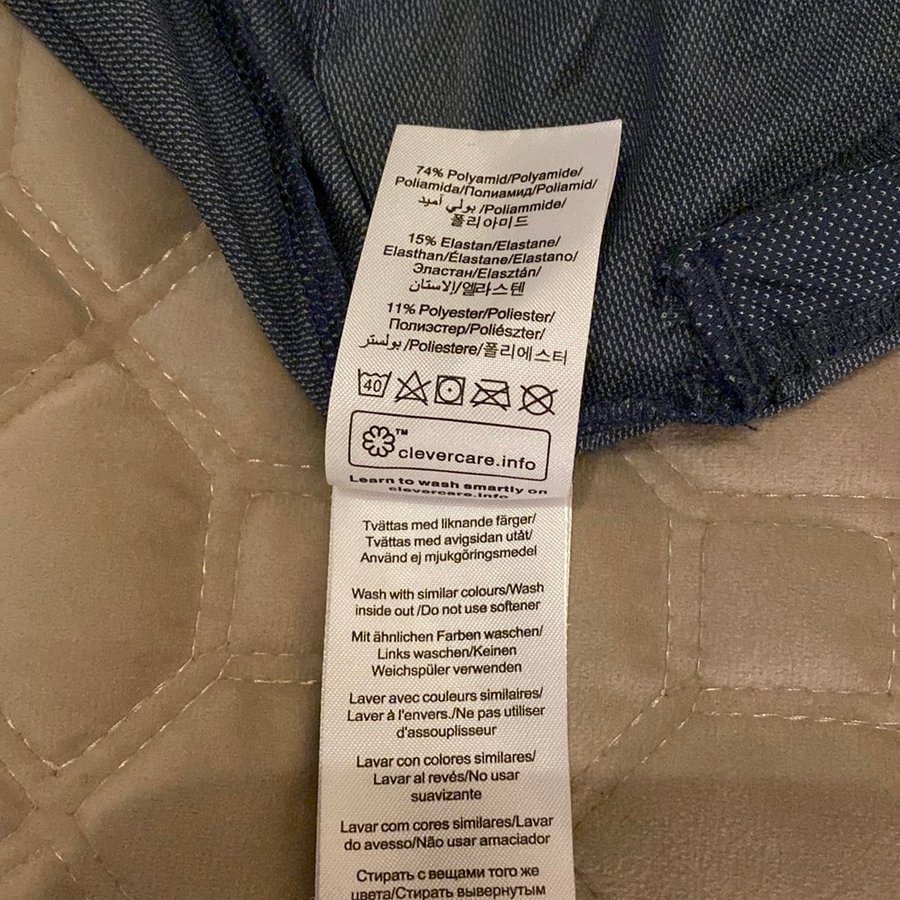 74% Polyamid/Polyamide/
Poliamida/Полиамид/Poliamid/
بولي أميد /Poliammide/
폴리아미드
15% Elastan/Elastane/
Elasthan/Élastane/Elastano/
Эластан/Elasztán/
إلاستان/엘라스텐
11% Polyester/Poliester/
Полиэстер/Poliészter/
بولستر /Poliestere/폴리에스터
40
™
clevercare.info
Learn to wash smartly on
clevercare.info
Tvättas med liknande färger/
Tvättas med avigsidan utåt/
Använd ej mjukgöringsmedel
Wash with similar colours/Wash
inside out /Do not use softener
Mit ähnlichen Farben waschen/
Links waschen/Keinen
Weichspüler verwenden
Laver avec couleurs similaires/
Laver à l'envers./Ne pas utiliser
d'assouplisseur
Lavar con colores similares/
Lavar al revés/No usar
suavizante
Lavar com cores similares/Lavar
do avesso/Não usar amaciador
Стирать с вещами того же
цвета/Стирать вывернутым